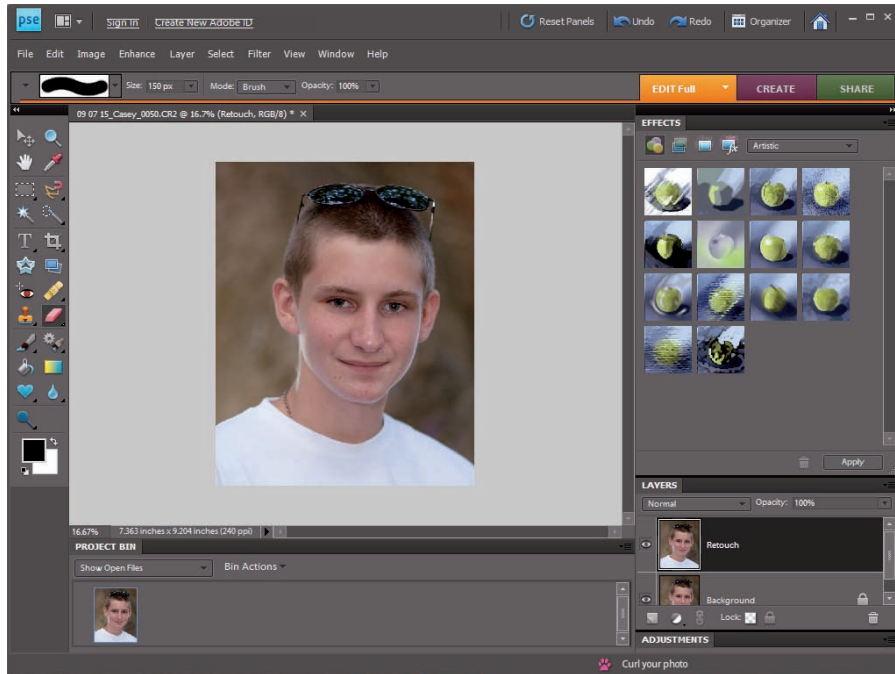 pse Sign In Create New Adobe ID Reset Panels Undo Redo Organizer
File Edit Image Enhance Layer Select Filter View Window Help
Size: 150 px Mode: Brush Opacity: 100% EDIT Full CREATE SHARE
09 07 15_Casey_0050.CR2 @ 16.7% (Retouch, RGB/8) * ×
EFFECTS
Artistic
T
Apply
LAYERS
Normal Opacity: 100%
Retouch
Background
Lock:
16.67% 7.363 inches x 9.204 inches (240 ppi)
PROJECT BIN
Show Open Files Bin Actions
ADJUSTMENTS
Curl your photo